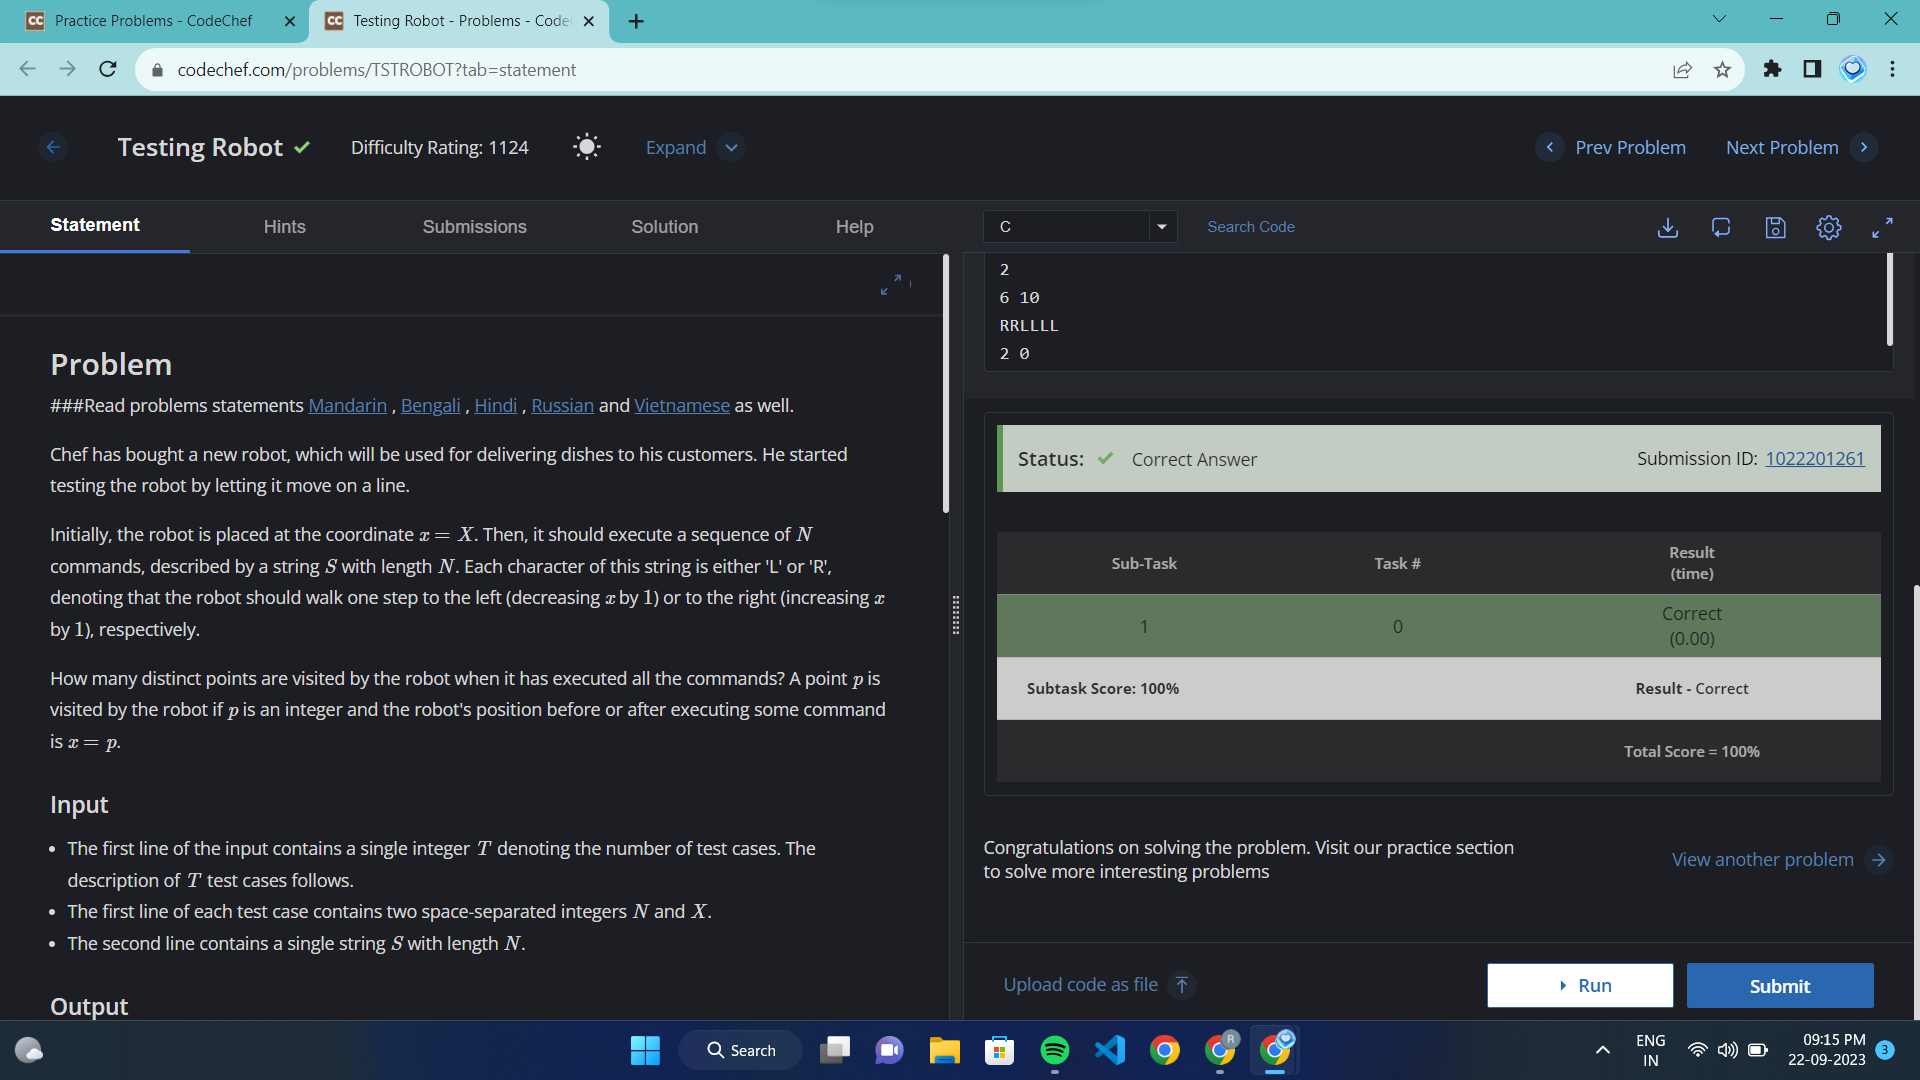 Practice Problems - CodeChef
Testing Robot - Problems - Code
codechef.com/problems/TSTROBOT?tab=statement
Testing Robot
Difficulty Rating: 1124
Expand
Prev Problem
Next Problem
Statement
Hints
Submissions
Solution
Help
C
Search Code
Problem
###Read problems statements Mandarin , Bengali , Hindi , Russian and Vietnamese as well.
Chef has bought a new robot, which will be used for delivering dishes to his customers. He started
testing the robot by letting it move on a line.
Initially, the robot is placed at the coordinate x = X. Then, it should execute a sequence of N
commands, described by a string S with length N. Each character of this string is either 'L' or 'R',
denoting that the robot should walk one step to the left (decreasing x by 1) or to the right (increasing x
by 1), respectively.
How many distinct points are visited by the robot when it has executed all the commands? A point p is
visited by the robot if p is an integer and the robot's position before or after executing some command
is x = p.
Input
• The first line of the input contains a single integer T denoting the number of test cases. The
description of T test cases follows.
• The first line of each test case contains two space-separated integers N and X.
• The second line contains a single string S with length N.
Output
2
6 10
RRLLLL
2 0
Status: Correct Answer
Submission ID: 1022201261
Sub-Task
Task #
Result
(time)
1
0
Correct
(0.00)
Subtask Score: 100%
Result - Correct
Total Score = 100%
Congratulations on solving the problem. Visit our practice section
to solve more interesting problems
View another problem
Upload code as file
Run
Submit
Search
R
ENG
IN
09:15 PM
22-09-2023
3